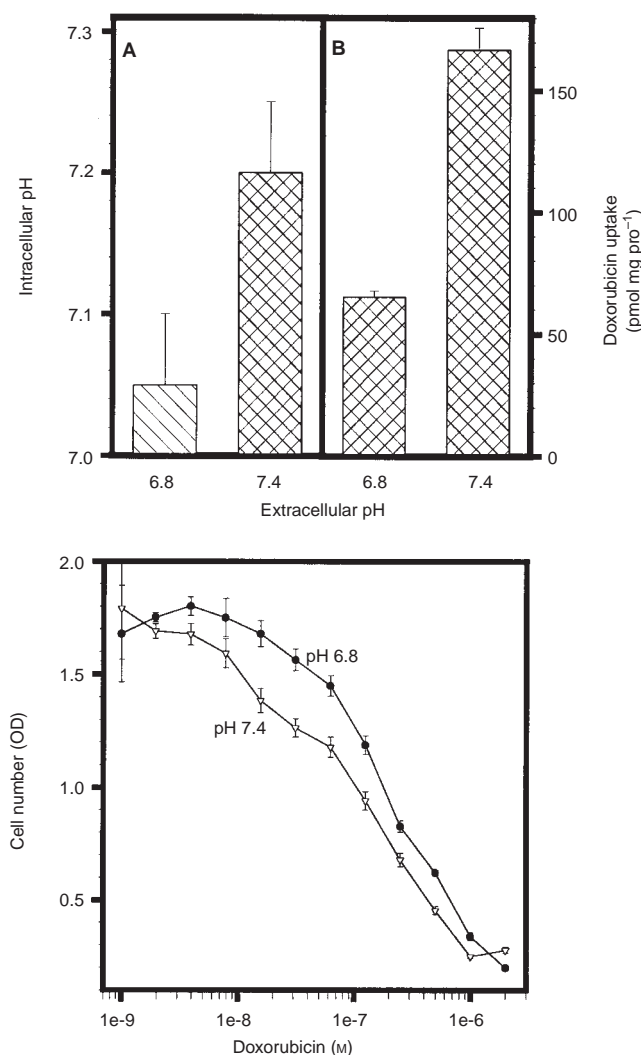 A
B
7.3
7.2
7.1
7.0
Intracellular pH
150
100
50
0
Doxorubicin uptake
(pmol mg pro⁻¹)
6.8
7.4
6.8
7.4
Extracellular pH
2.0
1.5
1.0
0.5
Cell number (OD)
pH 6.8
pH 7.4
1e-9
1e-8
1e-7
1e-6
Doxorubicin (M)